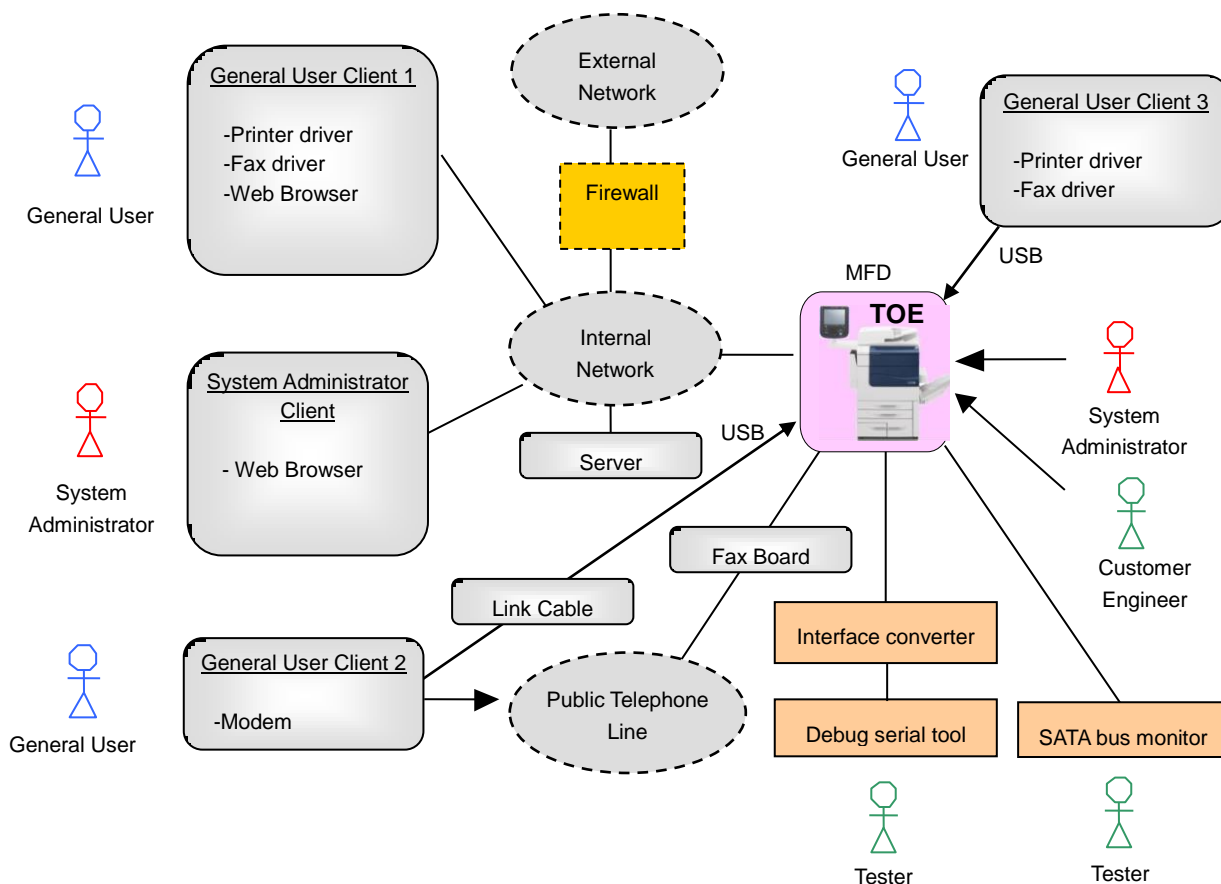 External
Network
General User Client 1
-Printer driver
-Fax driver
-Web Browser
General User
Firewall
General User
General User Client 3
-Printer driver
-Fax driver
USB
MFD
TOE
Internal
Network
System Administrator
Client
- Web Browser
System
Administrator
Server
USB
System
Administrator
Customer
Engineer
Fax Board
Link Cable
Interface converter
Debug serial tool
SATA bus monitor
General User Client 2
-Modem
General User
Public Telephone
Line
Tester
Tester